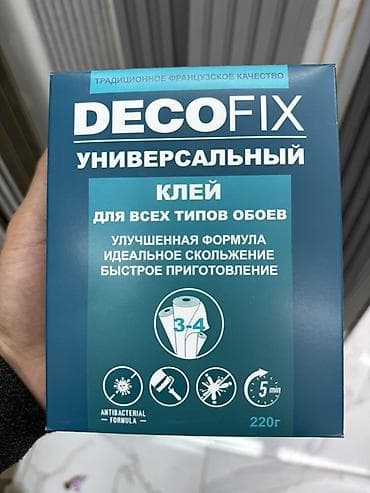 ТРАДИЦИОННОЕ ФРАНЦУЗСКОЕ КАЧЕСТВО
DECOFIX
УНИВЕРСАЛЬНЫЙ
КЛЕЙ
ДЛЯ ВСЕХ ТИПОВ ОБОЕВ
УЛУЧШЕННАЯ ФОРМУЛА
ИДЕАЛЬНОЕ СКОЛЬЖЕНИЕ
БЫСТРОЕ ПРИГОТОВЛЕНИЕ
3-4
5 min
ANTIBACTERIAL
FORMULA
220г